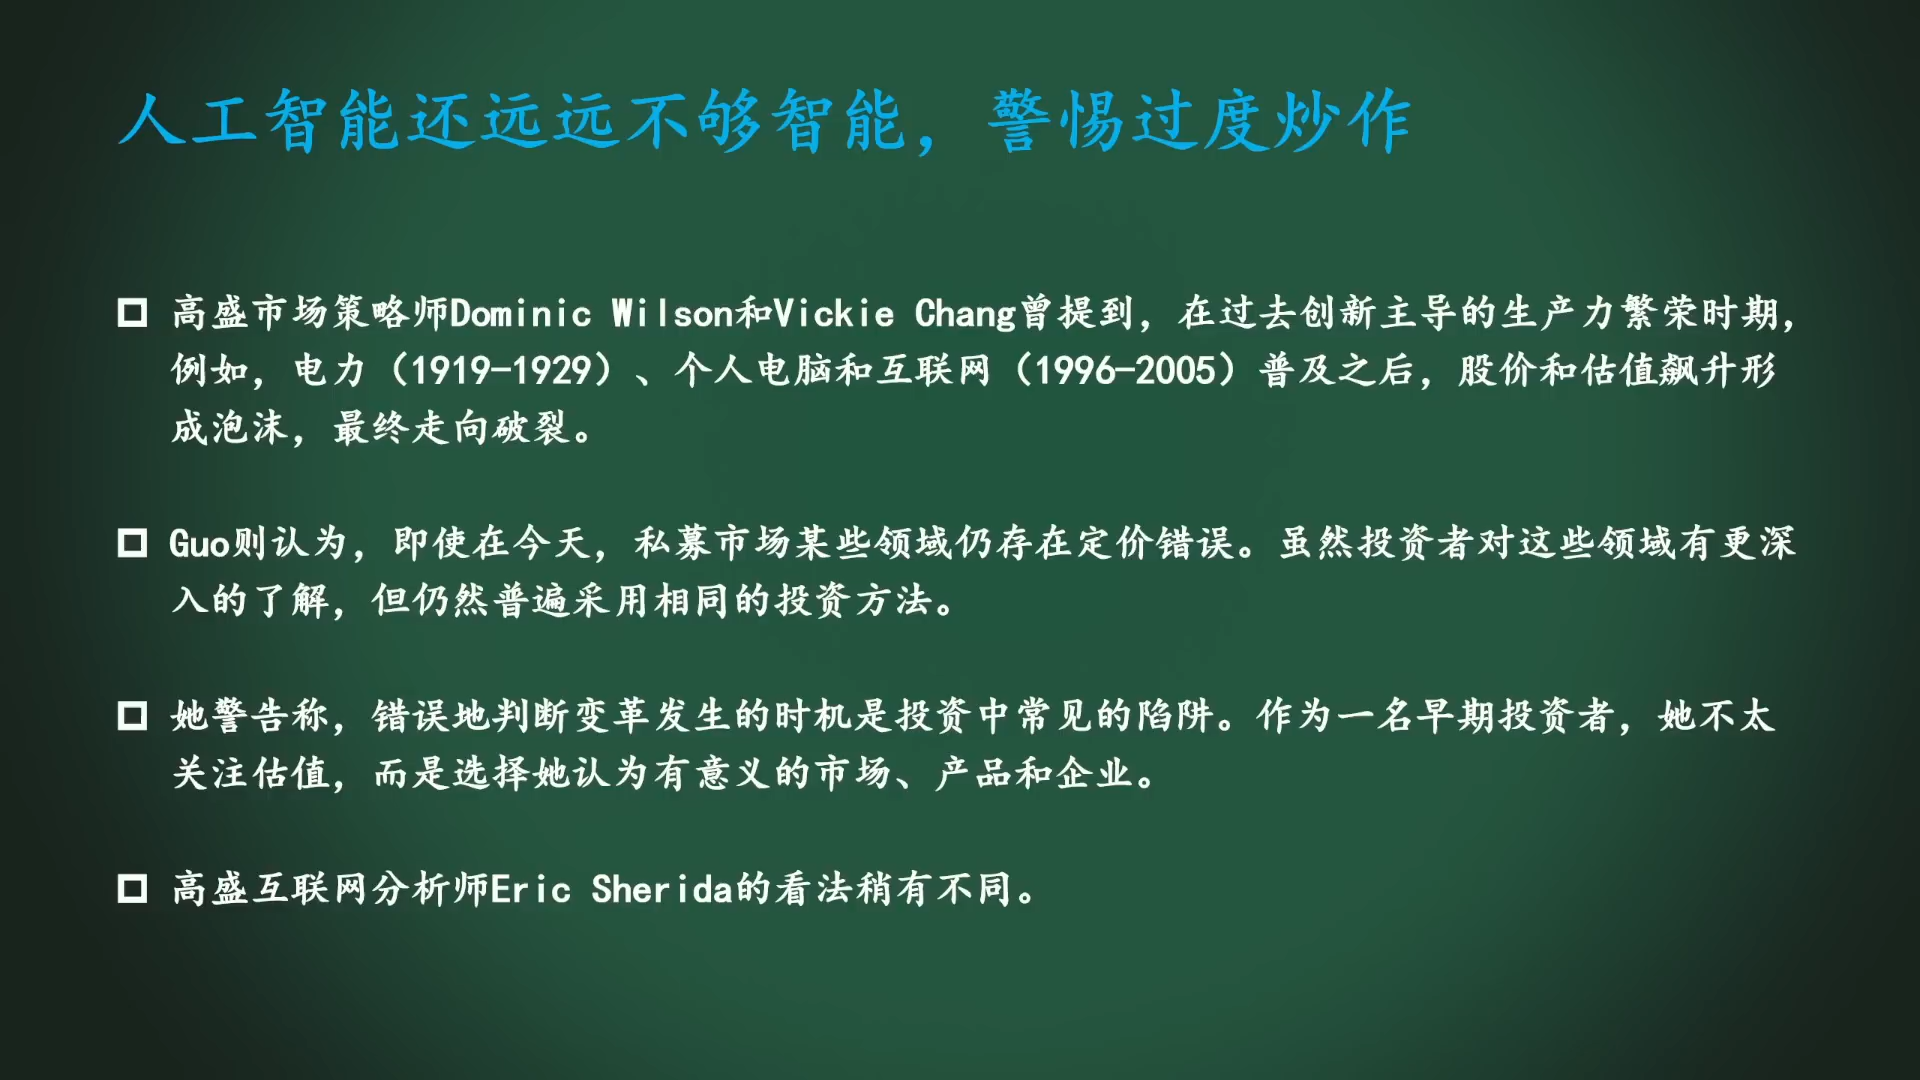 人工智能还远远不够智能，警惕过度炒作
高盛市场策略师Dominic Wilson和Vickie Chang曾提到，在过去创新主导的生产力繁荣时期，
例如，电力（1919-1929）、个人电脑和互联网（1996-2005）普及之后，股价和估值飙升形
成泡沫，最终走向破裂。
Guo则认为，即使在今天，私募市场某些领域仍存在定价错误。虽然投资者对这些领域有更深
入的了解，但仍然普遍采用相同的投资方法。
她警告称，错误地判断变革发生的时机是投资中常见的陷阱。作为一名早期投资者，她不太
关注估值，而是选择她认为有意义的市场、产品和企业。
高盛互联网分析师Eric Sherida的看法稍有不同。